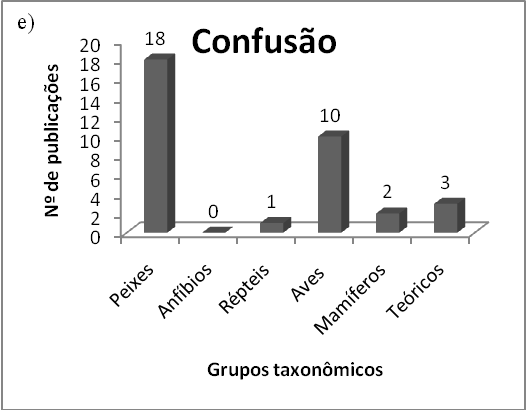 e)
Confusão
Nº de publicações
20
18
16
14
12
10
8
6
4
2
0
18
0
1
10
2
3
Peixes
Anfíbios
Répteis
Aves
Mamíferos
Teóricos
Grupos taxonômicos